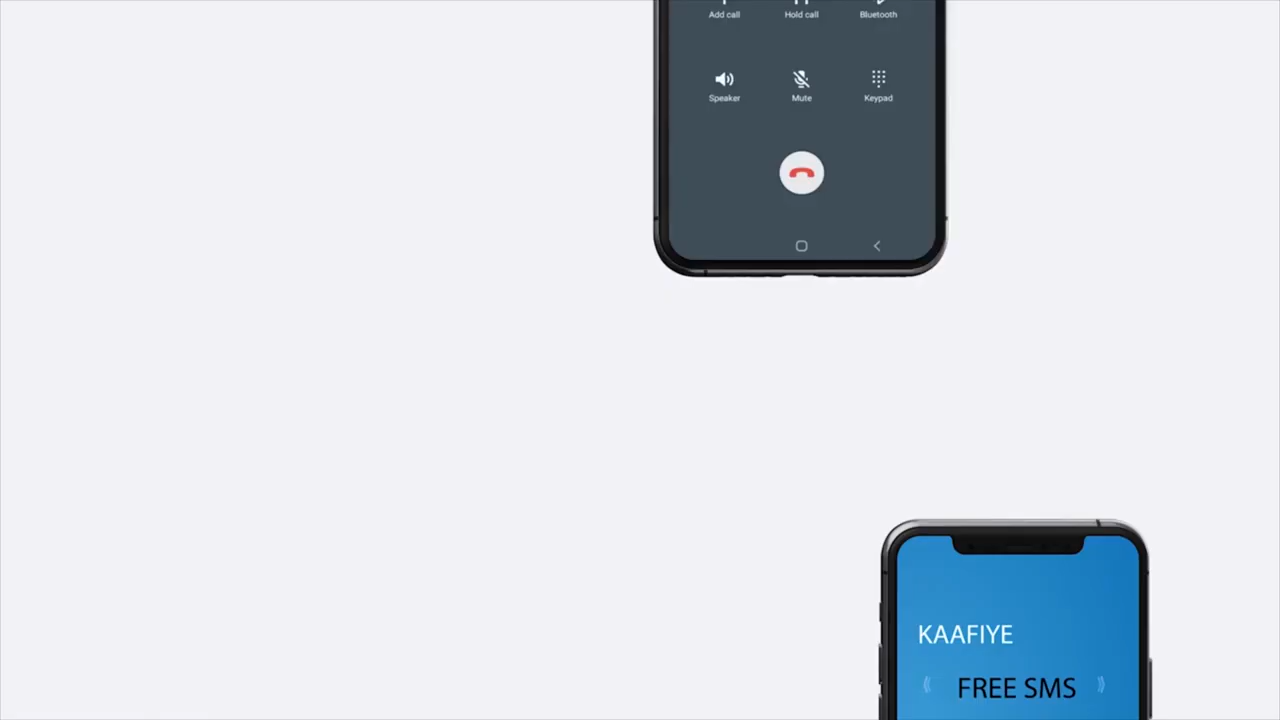 Add call Hold call Bluetooth
Speaker Mute Keypad
KAAFIYE
FREE SMS